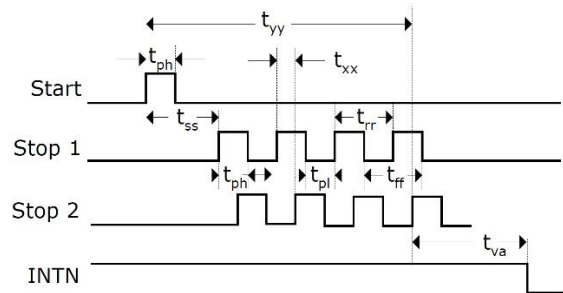 t_yy
t_ph t_xx
Start
t_ss t_rr
Stop 1
t_ph t_pl t_ff
Stop 2
t_va
INTN